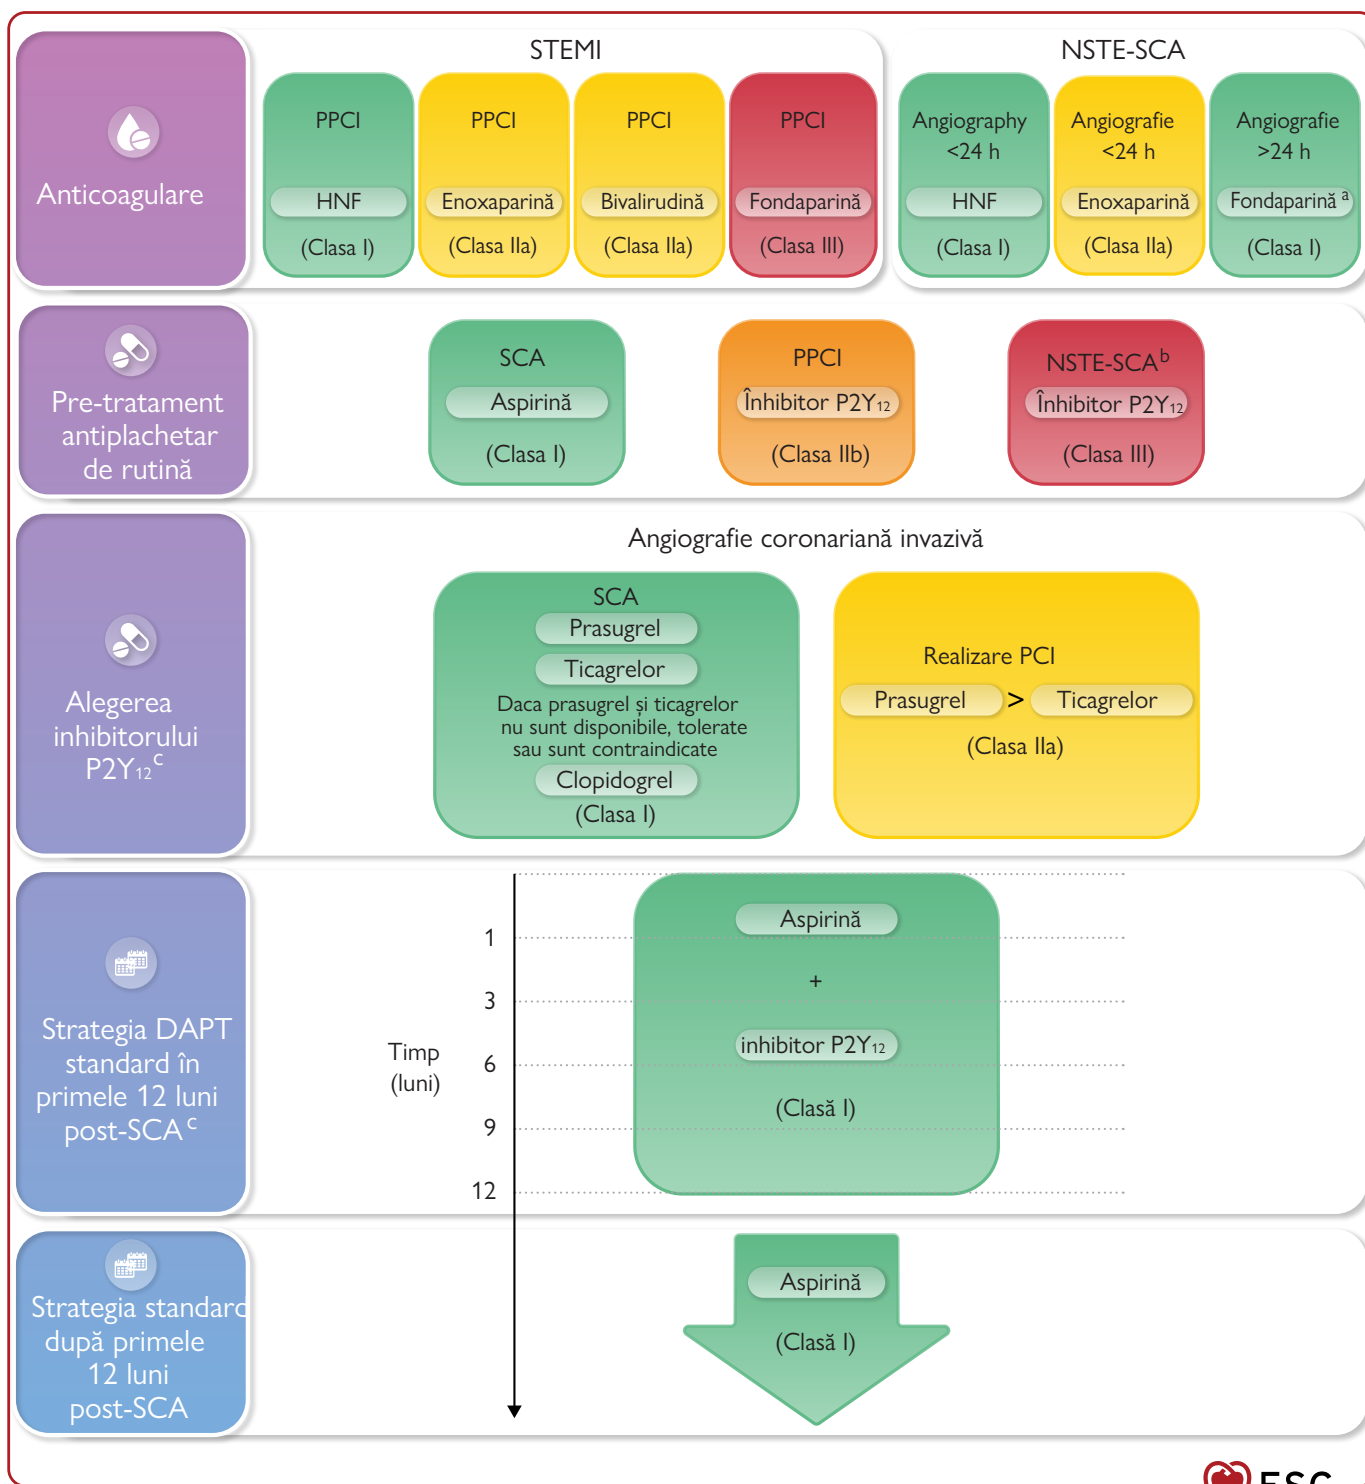 STEMI
NSTE-SCA
Anticoagulare
PPCI
HNF
(Clasa I)
PPCI
Enoxaparină
(Clasa IIa)
PPCI
Bivalirudină
(Clasa IIa)
PPCI
Fondaparină
(Clasa III)
Angiography
<24 h
HNF
(Clasa I)
Angiografie
<24 h
Enoxaparină
(Clasa IIa)
Angiografie
>24 h
Fondaparină a
(Clasa I)
Pre-tratament
antiplachetar
de rutină
SCA
Aspirină
(Clasa I)
PPCI
Înhibitor P2Y12
(Clasa IIb)
NSTE-SCA b
Înhibitor P2Y12
(Clasa III)
Alegerea
inhibitorului
P2Y12 c
Angiografie coronariană invazivă
SCA
Prasugrel
Ticagrelor
Daca prasugrel și ticagrelor
nu sunt disponibile, tolerate
sau sunt contraindicate
Clopidogrel
(Clasa I)
Realizare PCI
Prasugrel > Ticagrelor
(Clasa IIa)
Strategia DAPT
standard în
primele 12 luni
post-SCA c
Timp
(luni)
1
3
6
9
12
Aspirină
+
inhibitor P2Y12
(Clasă I)
Strategia standard
după primele
12 luni
post-SCA
Aspirină
(Clasă I)
ESC